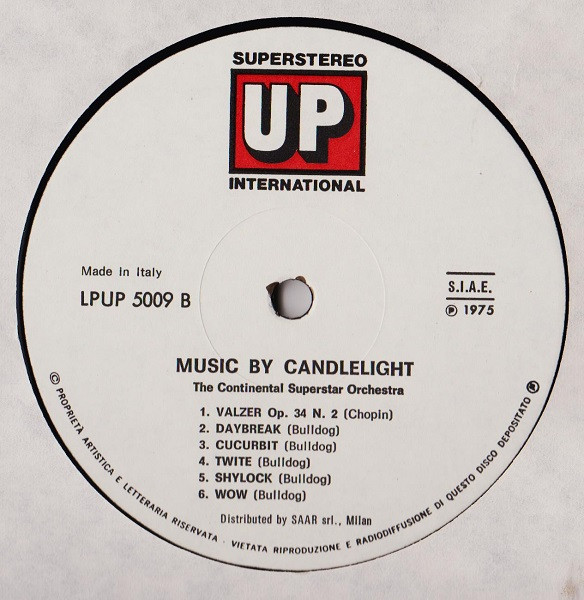 SUPERSTEREO
UP
INTERNATIONAL
Made In Italy
LPUP 5009 B
S.I.A.E.
Ⓟ 1975
MUSIC BY CANDLELIGHT
The Continental Superstar Orchestra
1. VALZER Op. 34 N. 2 (Chopin)
2. DAYBREAK (Bulldog)
3. CUCURBIT (Bulldog)
4. TWITE (Bulldog)
5. SHYLOCK (Bulldog)
6. WOW (Bulldog)
Distributed by SAAR srl., Milan
© PROPRIETÀ ARTISTICA E LETTERARIA RISERVATA - VIETATA RIPRODUZIONE E RADIODIFFUSIONE DI QUESTO DISCO DEPOSITATO Ⓟ